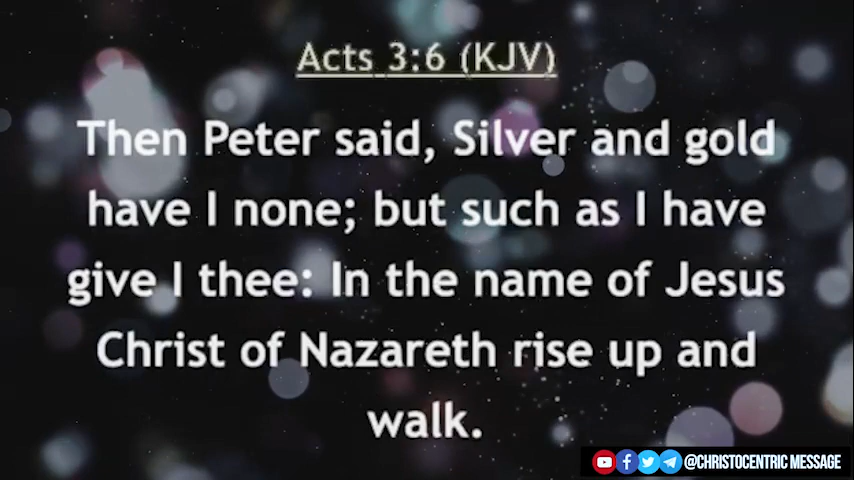 Acts 3:6 (KJV)
Then Peter said, Silver and gold
have I none; but such as I have
give I thee: In the name of Jesus
Christ of Nazareth rise up and
walk.
@CHRISTOCENTRIC MESSAGE